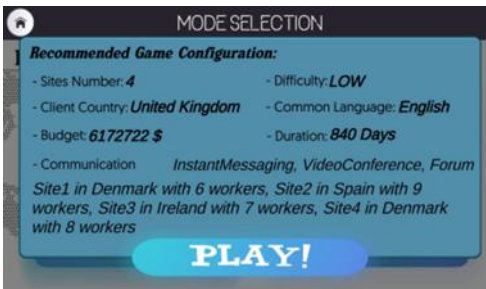 MODE SELECTION
Recommended Game Configuration:
- Sites Number: 4 - Difficulty: LOW
- Client Country: United Kingdom - Common Language: English
- Budget: 6172722 $ - Duration: 840 Days
- Communication InstantMessaging, VideoConference, Forum
Site1 in Denmark with 6 workers, Site2 in Spain with 9
workers, Site3 in Ireland with 7 workers, Site4 in Denmark
with 8 workers
PLAY!